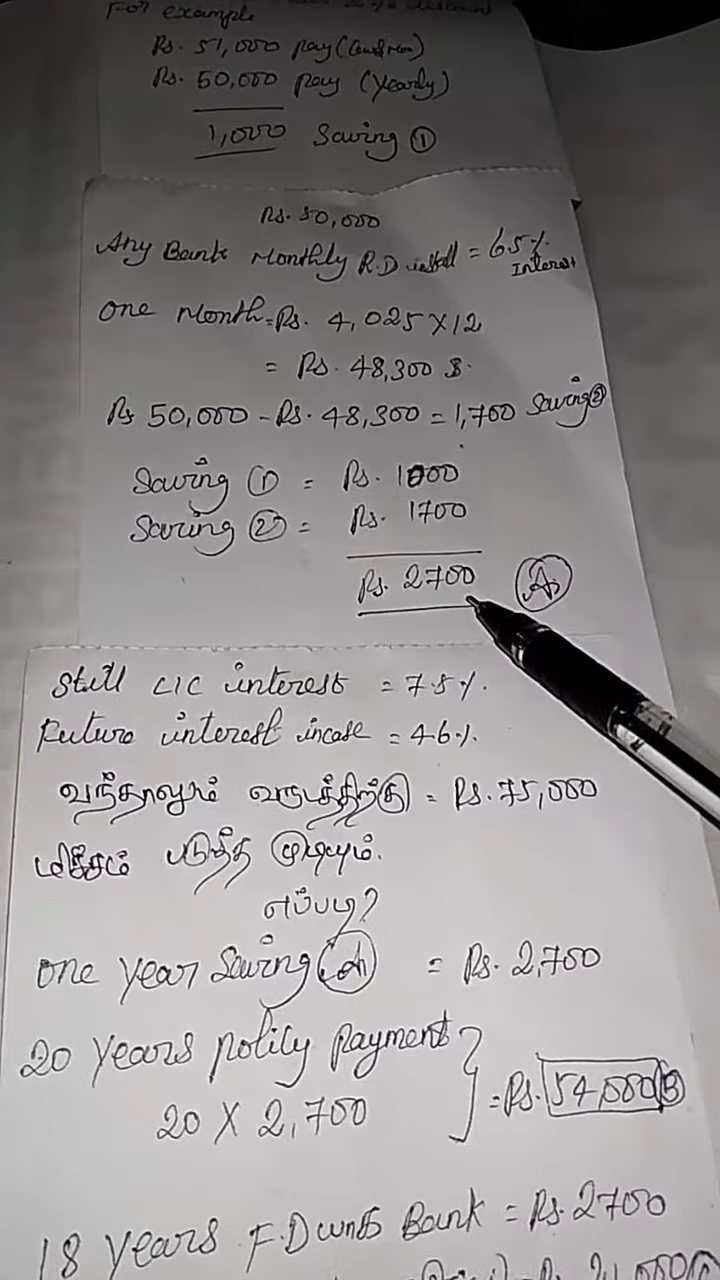 For example
Rs. 51,000 pay (
Rs. 50,000 pay (Yearly)
1,000 Saving ①
Rs. 50,000
Any Bank Monthly R.D install = 6.5% Interest
One Month = Rs. 4,025 X 12
= Rs. 48,300
Rs 50,000 - Rs. 48,300 = 1,700 Saving ②
Saving ① = Rs. 1000
Saving ② = Rs. 1700
Rs. 2700 Ⓐ
Still LIC interest = 7.5%.
Future interest incase = 4.6%.
வந்தாலும் வருடத்திற்கு = Rs. 75,000
மிச்சம் படுத்த முடியும்.
எப்படி?
One Year Saving Ⓐ = Rs. 2,700
20 Years policy payment
20 X 2,700 } = Rs. 54,000 Ⓑ
18 Years F.D Bank = Rs. 2700